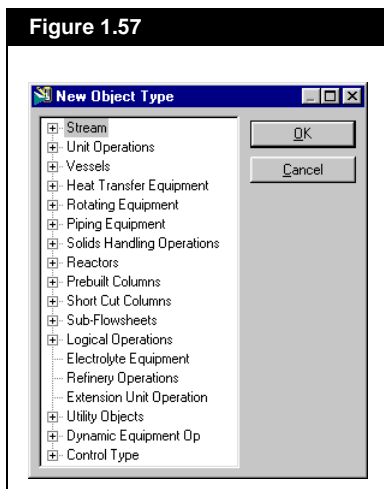 Figure 1.57
New Object Type
Stream
Unit Operations
Vessels
Heat Transfer Equipment
Rotating Equipment
Piping Equipment
Solids Handling Operations
Reactors
Prebuilt Columns
Short Cut Columns
Sub-Flowsheets
Logical Operations
Electrolyte Equipment
Refinery Operations
Extension Unit Operation
Utility Objects
Dynamic Equipment Op
Control Type
OK
Cancel